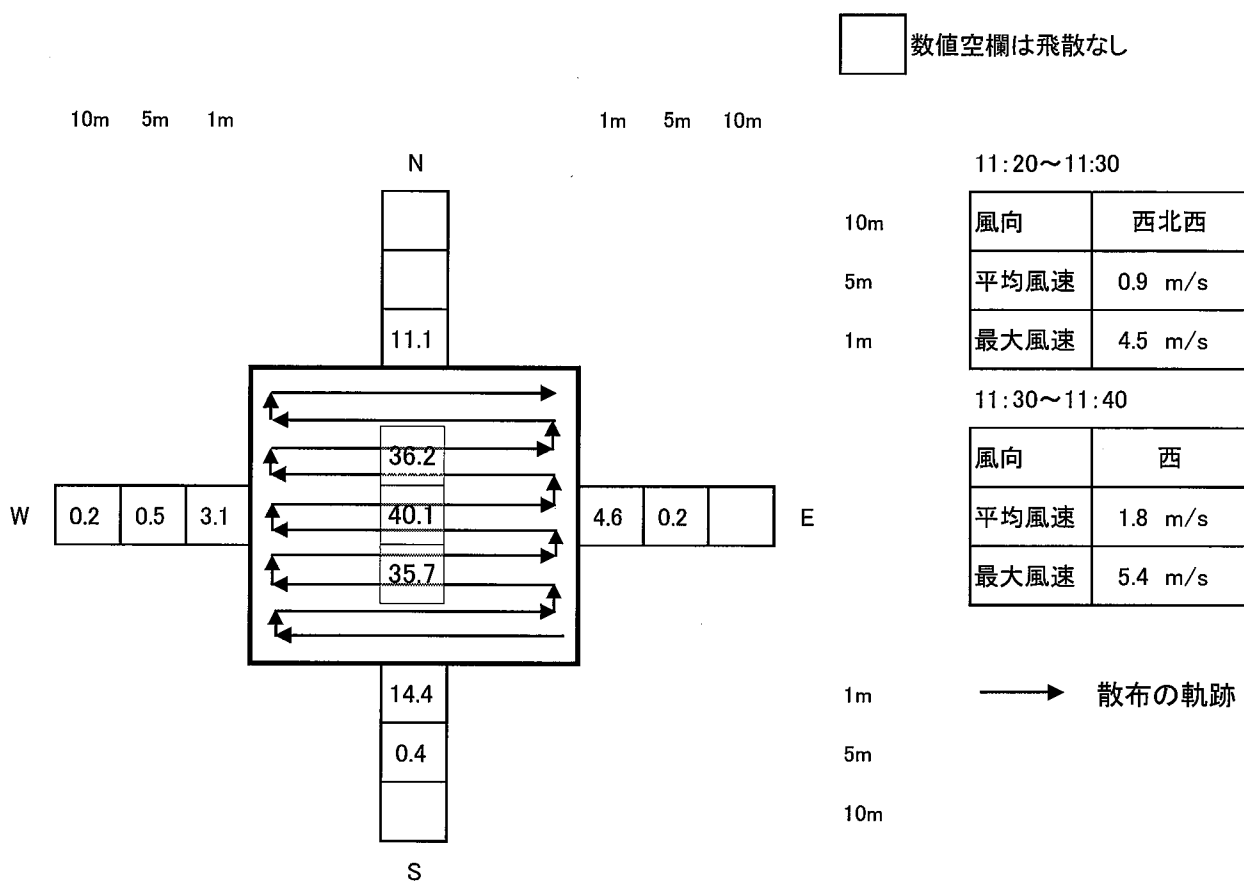 数値空欄は飛散なし
10m 5m 1m
1m 5m 10m
N
11:20～11:30
10m
風向 西北西
5m
平均風速 0.9 m/s
11.1
1m
最大風速 4.5 m/s
11:30～11:40
36.2
風向 西
W 0.2 0.5 3.1 40.1 4.6 0.2 E
平均風速 1.8 m/s
35.7
最大風速 5.4 m/s
14.4
1m
散布の軌跡
0.4
5m
10m
S